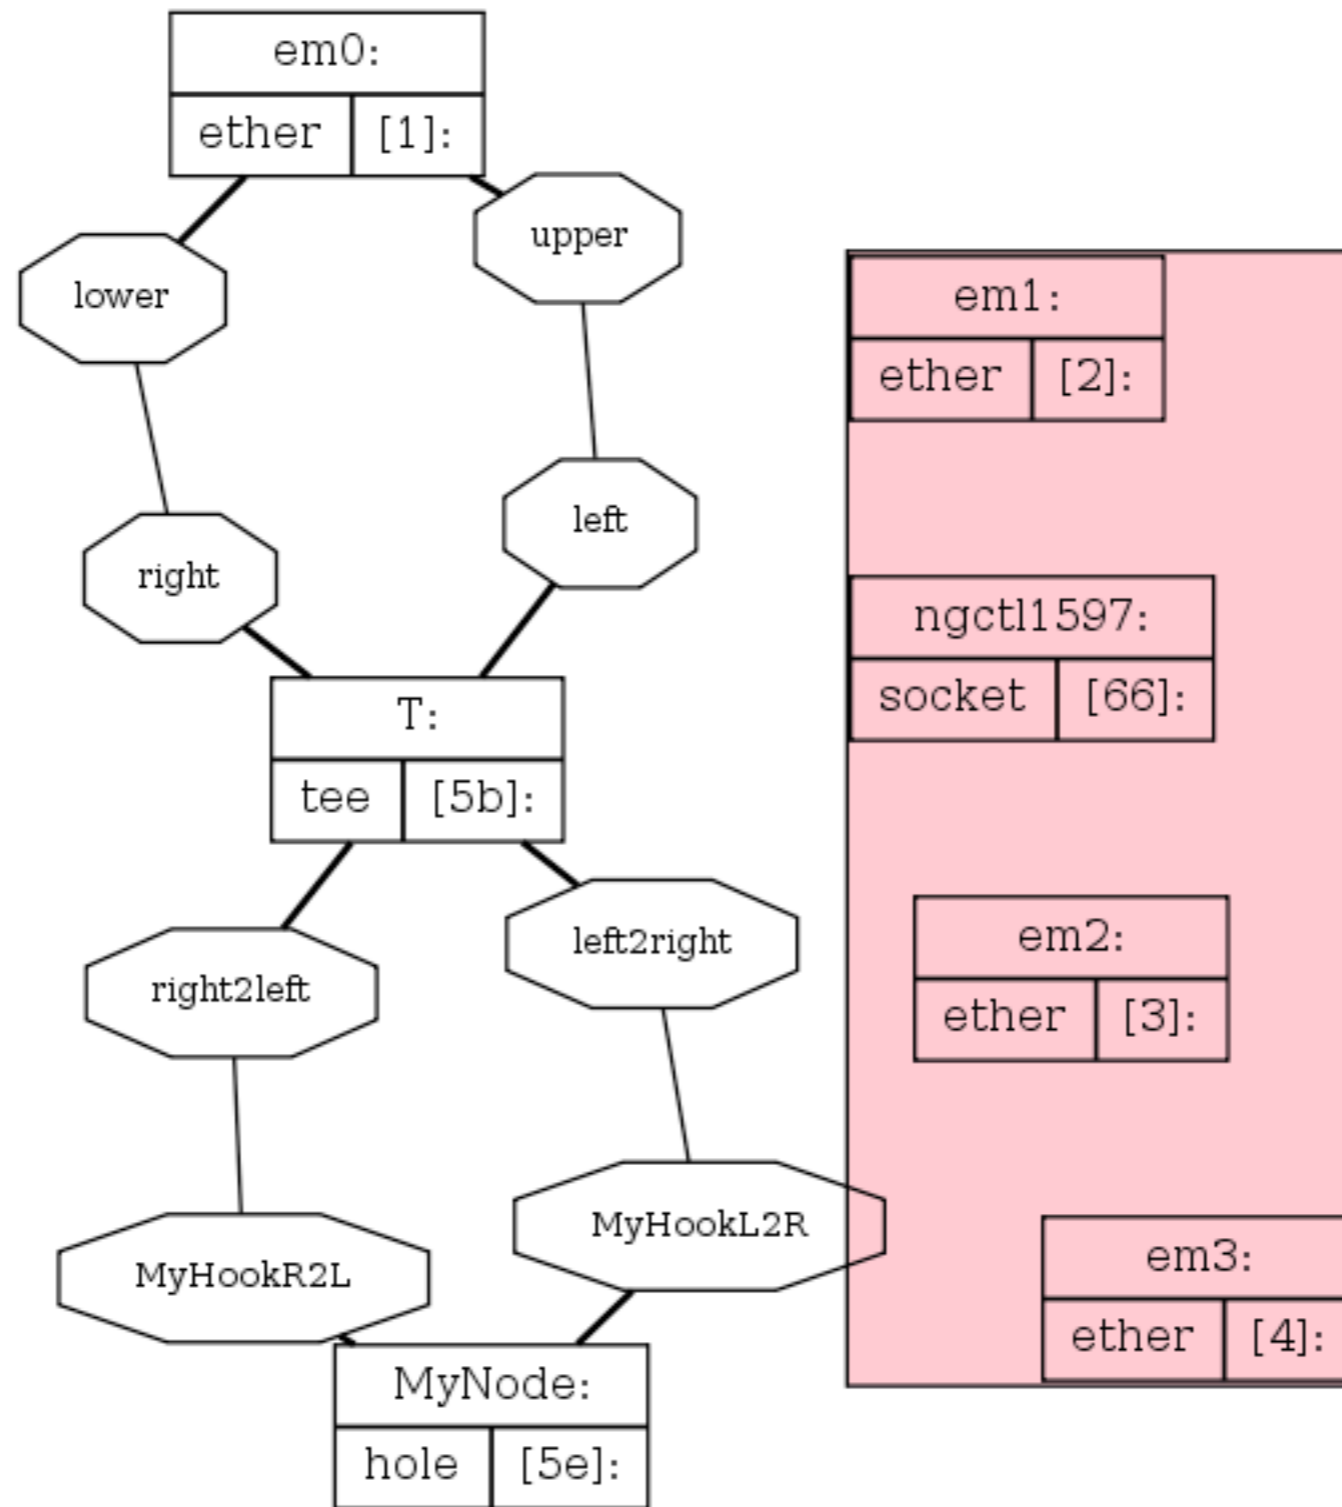 em0:
ether [1]:
upper
lower
left
right
T:
tee [5b]:
left2right
right2left
MyHookL2R
MyHookR2L
MyNode:
hole [5e]:
em1:
ether [2]:
ngctl1597:
socket [66]:
em2:
ether [3]:
em3:
ether [4]: